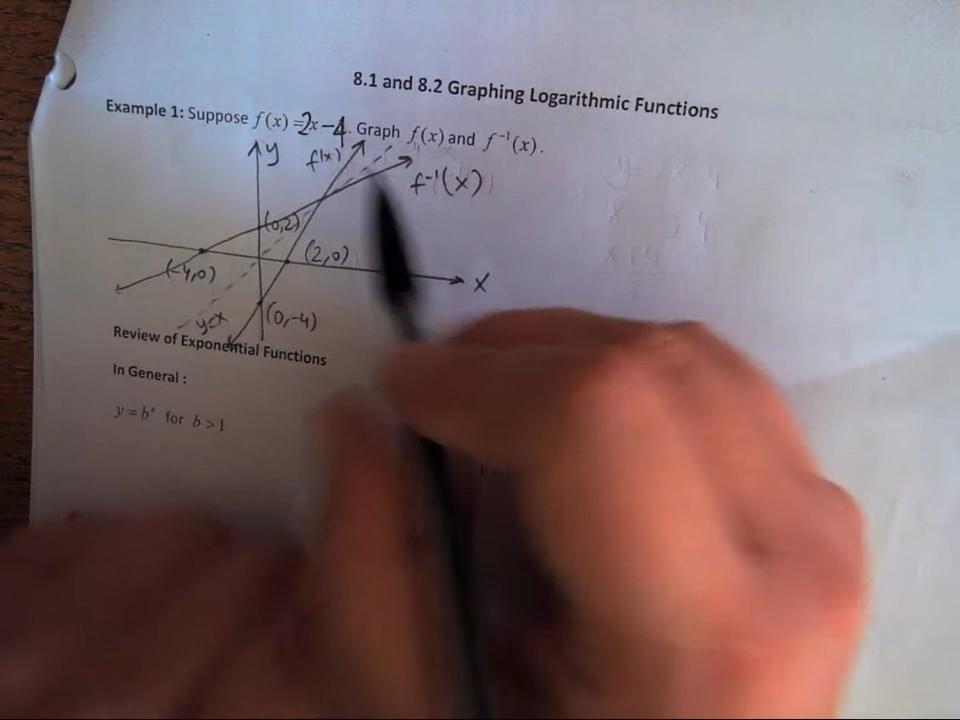 8.1 and 8.2 Graphing Logarithmic Functions
Example 1: Suppose f(x) = 2x - 4. Graph f(x) and f⁻¹(x).
y
f(x)
f⁻¹(x)
(0,2)
(2,0)
(-4,0)
x
y=x
(0,-4)
Review of Exponential Functions
In General :
y = bˣ for b > 1